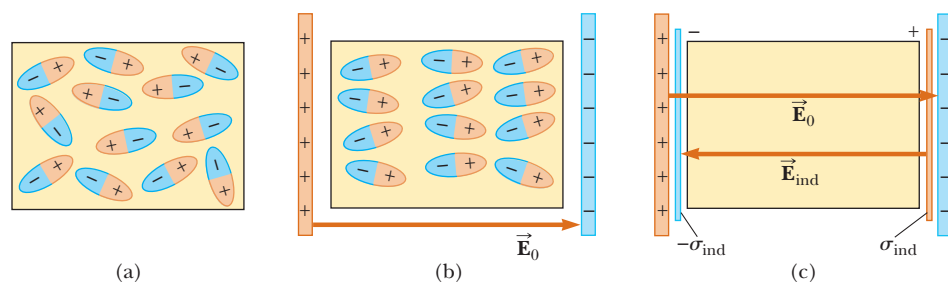 − + − + + −
+ − + −
+ − + − + −
− + − + − +
+ − − + − + − +
+ − + − + −
+ − + − + −
+ − + − + −
+ −
+ −
E⃗₀
− +
+ −
+ −
E⃗₀
+ −
+ −
E⃗ind
+ −
+ −
−σind σind
(a) (b) (c)